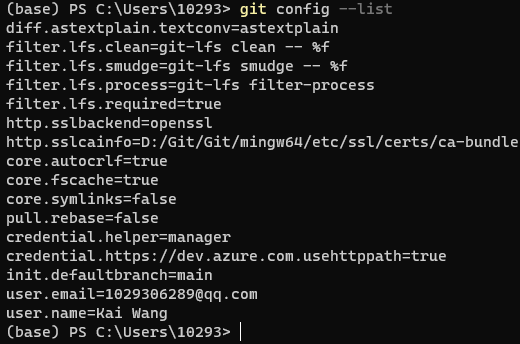 (base) PS C:\Users\10293> git config --list
diff.astextplain.textconv=astextplain
filter.lfs.clean=git-lfs clean -- %f
filter.lfs.smudge=git-lfs smudge -- %f
filter.lfs.process=git-lfs filter-process
filter.lfs.required=true
http.sslbackend=openssl
http.sslcainfo=D:/Git/Git/mingw64/etc/ssl/certs/ca-bundle
core.autocrlf=true
core.fscache=true
core.symlinks=false
pull.rebase=false
credential.helper=manager
credential.https://dev.azure.com.usehttppath=true
init.defaultbranch=main
user.email=1029306289@qq.com
user.name=Kai Wang
(base) PS C:\Users\10293>